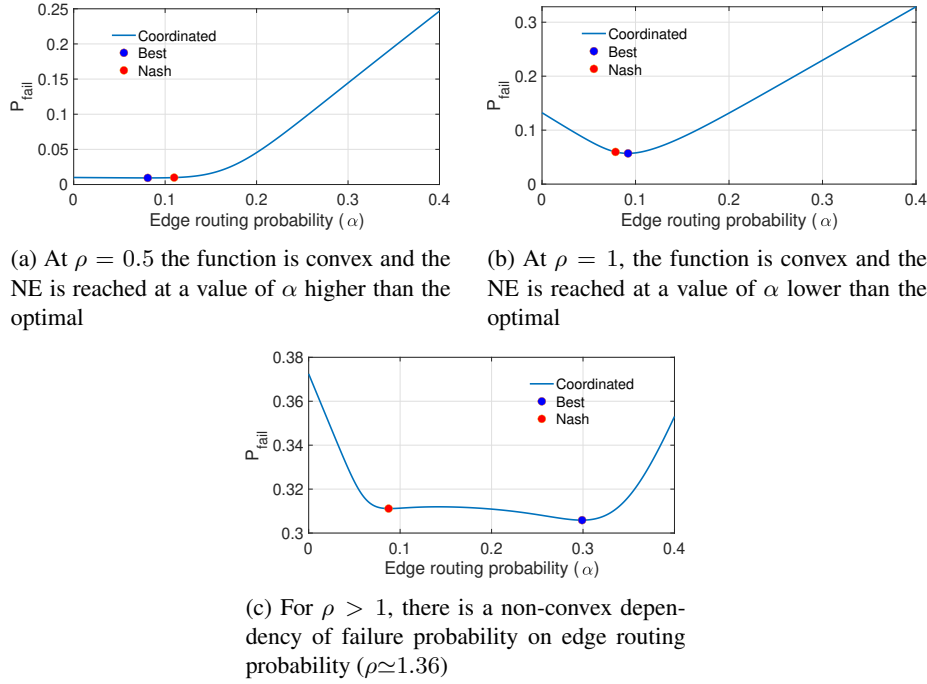 0.25
0.2
0.15
0.1
0.05
0
P_fail
Coordinated
Best
Nash
0 0.1 0.2 0.3 0.4
Edge routing probability (α)
0.3
0.2
0.1
0
P_fail
Coordinated
Best
Nash
0 0.1 0.2 0.3 0.4
Edge routing probability (α)
(a) At ρ = 0.5 the function is convex and the
NE is reached at a value of α higher than the
optimal
(b) At ρ = 1, the function is convex and the
NE is reached at a value of α lower than the
optimal
0.38
0.36
0.34
0.32
0.3
P_fail
Coordinated
Best
Nash
0 0.1 0.2 0.3 0.4
Edge routing probability (α)
(c) For ρ > 1, there is a non-convex depen-
dency of failure probability on edge routing
probability (ρ≃1.36)